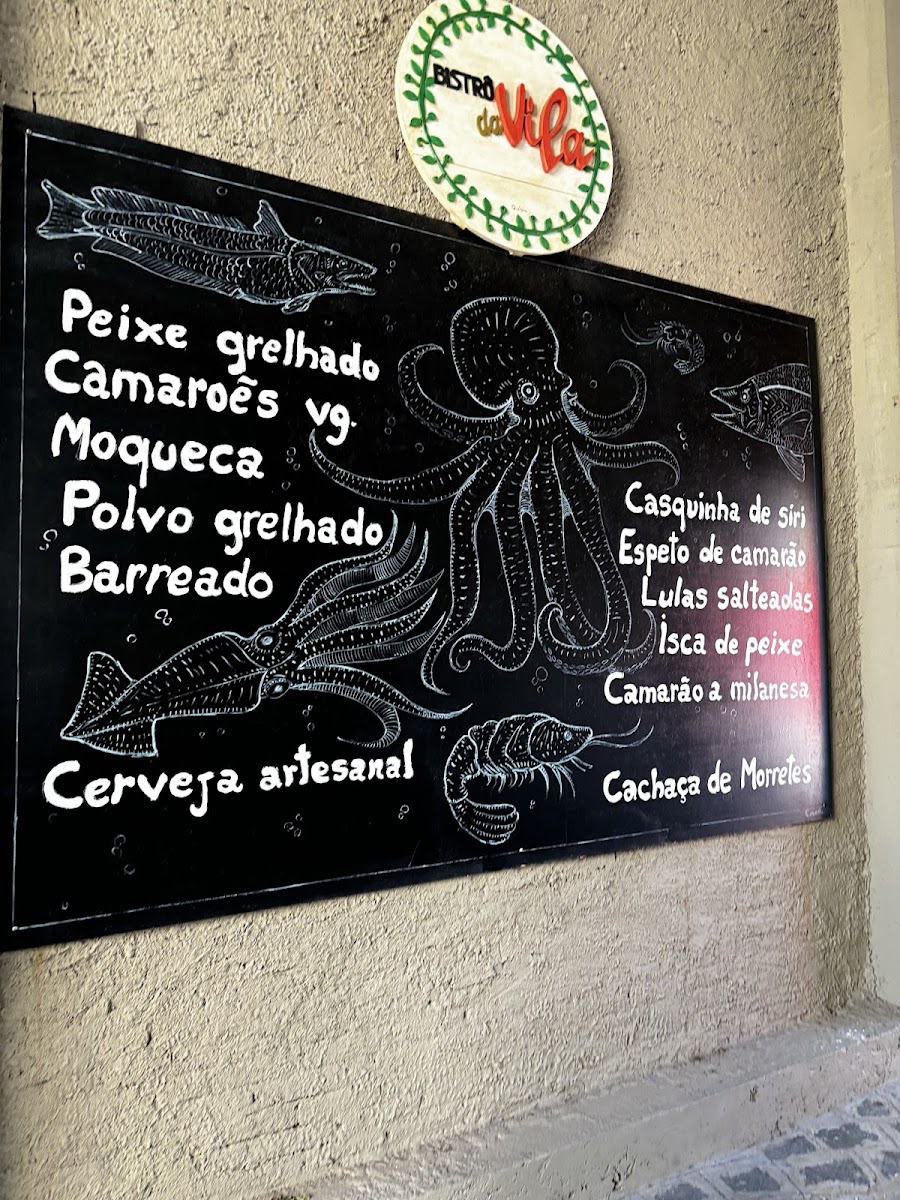 BISTRÔ
da Vila
Peixe grelhado
Camaroẽs vg.
Moqueca
Polvo grelhado
Barreado
Cerveja artesanal
Casquinha de siri
Espeto de camarão
Lulas salteadas
Isca de peixe
Camarão a milanesa
Cachaça de Morretes